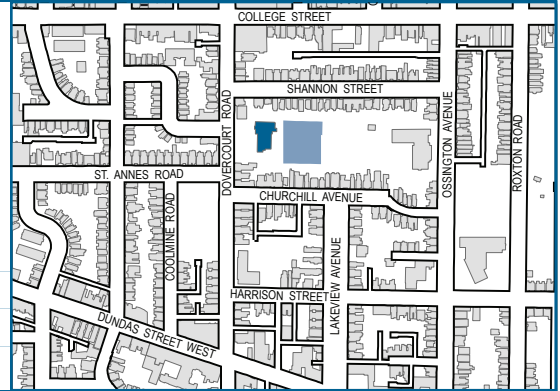 COLLEGE STREET
SHANNON STREET
DOVERCOURT ROAD
OSSINGTON AVENUE
ROXTON ROAD
ST. ANNES ROAD
CHURCHILL AVENUE
COOLMINE ROAD
LAKEVIEW AVENUE
HARRISON STREET
DUNDAS STREET WEST